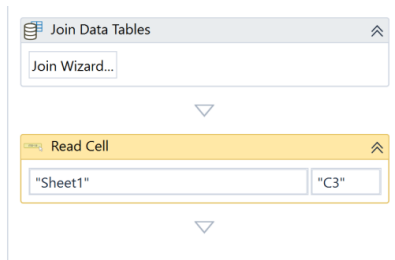 Join Data Tables
Join Wizard...
Read Cell
"Sheet1" "C3"